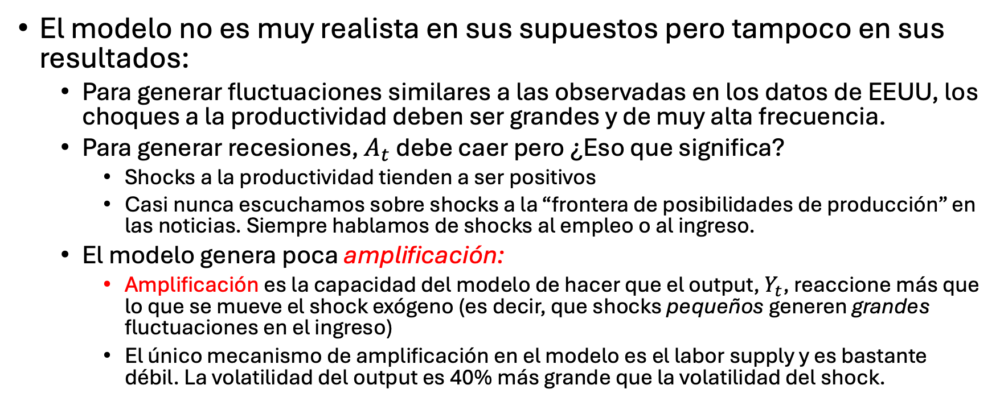 • El modelo no es muy realista en sus supuestos pero tampoco en sus
resultados:
• Para generar fluctuaciones similares a las observadas en los datos de EEUU, los
choques a la productividad deben ser grandes y de muy alta frecuencia.
• Para generar recesiones, A_t debe caer pero ¿Eso que significa?
• Shocks a la productividad tienden a ser positivos
• Casi nunca escuchamos sobre shocks a la “frontera de posibilidades de producción” en
las noticias. Siempre hablamos de shocks al empleo o al ingreso.
• El modelo genera poca amplificación:
• Amplificación es la capacidad del modelo de hacer que el output, Y_t, reaccione más que
lo que se mueve el shock exógeno (es decir, que shocks pequeños generen grandes
fluctuaciones en el ingreso)
• El único mecanismo de amplificación en el modelo es el labor supply y es bastante
débil. La volatilidad del output es 40% más grande que la volatilidad del shock.